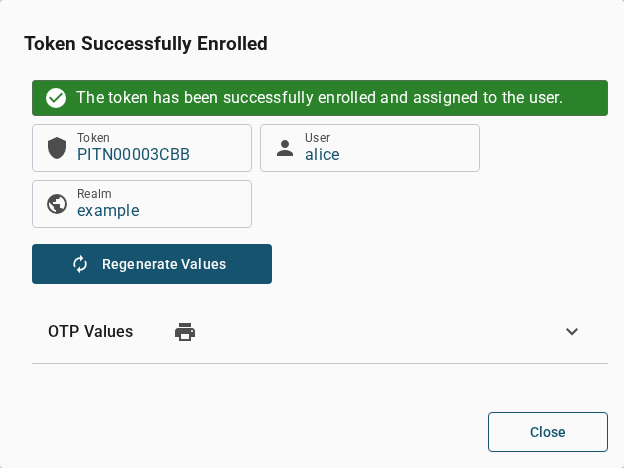 Token Successfully Enrolled
The token has been successfully enrolled and assigned to the user.
Token
PITN00003CBB
User
alice
Realm
example
Regenerate Values
OTP Values
Close